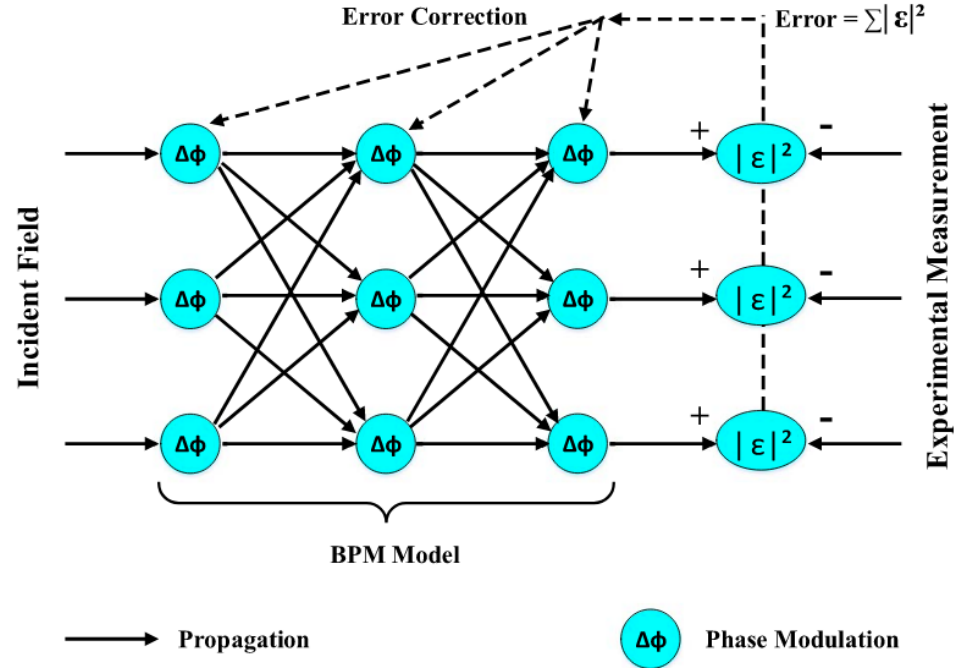 Error Correction
Error = ∑| ε|²
Δϕ Δϕ Δϕ + | ε|² -
Δϕ Δϕ Δϕ + | ε|² -
Δϕ Δϕ Δϕ + | ε|² -
Incident Field
Experimental Measurement
BPM Model
Propagation
Δϕ Phase Modulation